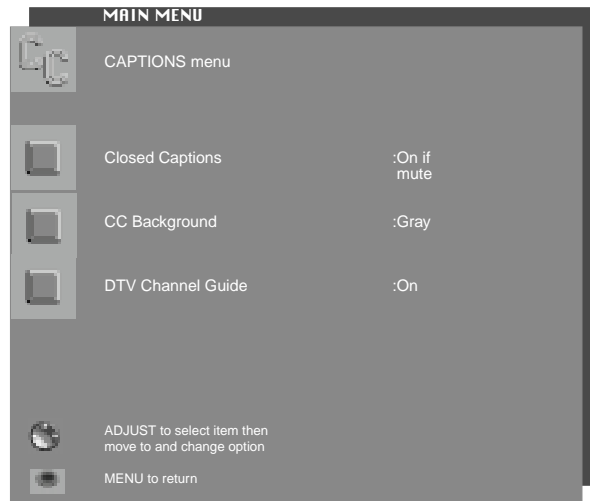 MAIN MENU
CC
CAPTIONS menu
Closed Captions :On if
mute
CC Background :Gray
DTV Channel Guide :On
ADJUST to select item then
move to and change option
MENU to return